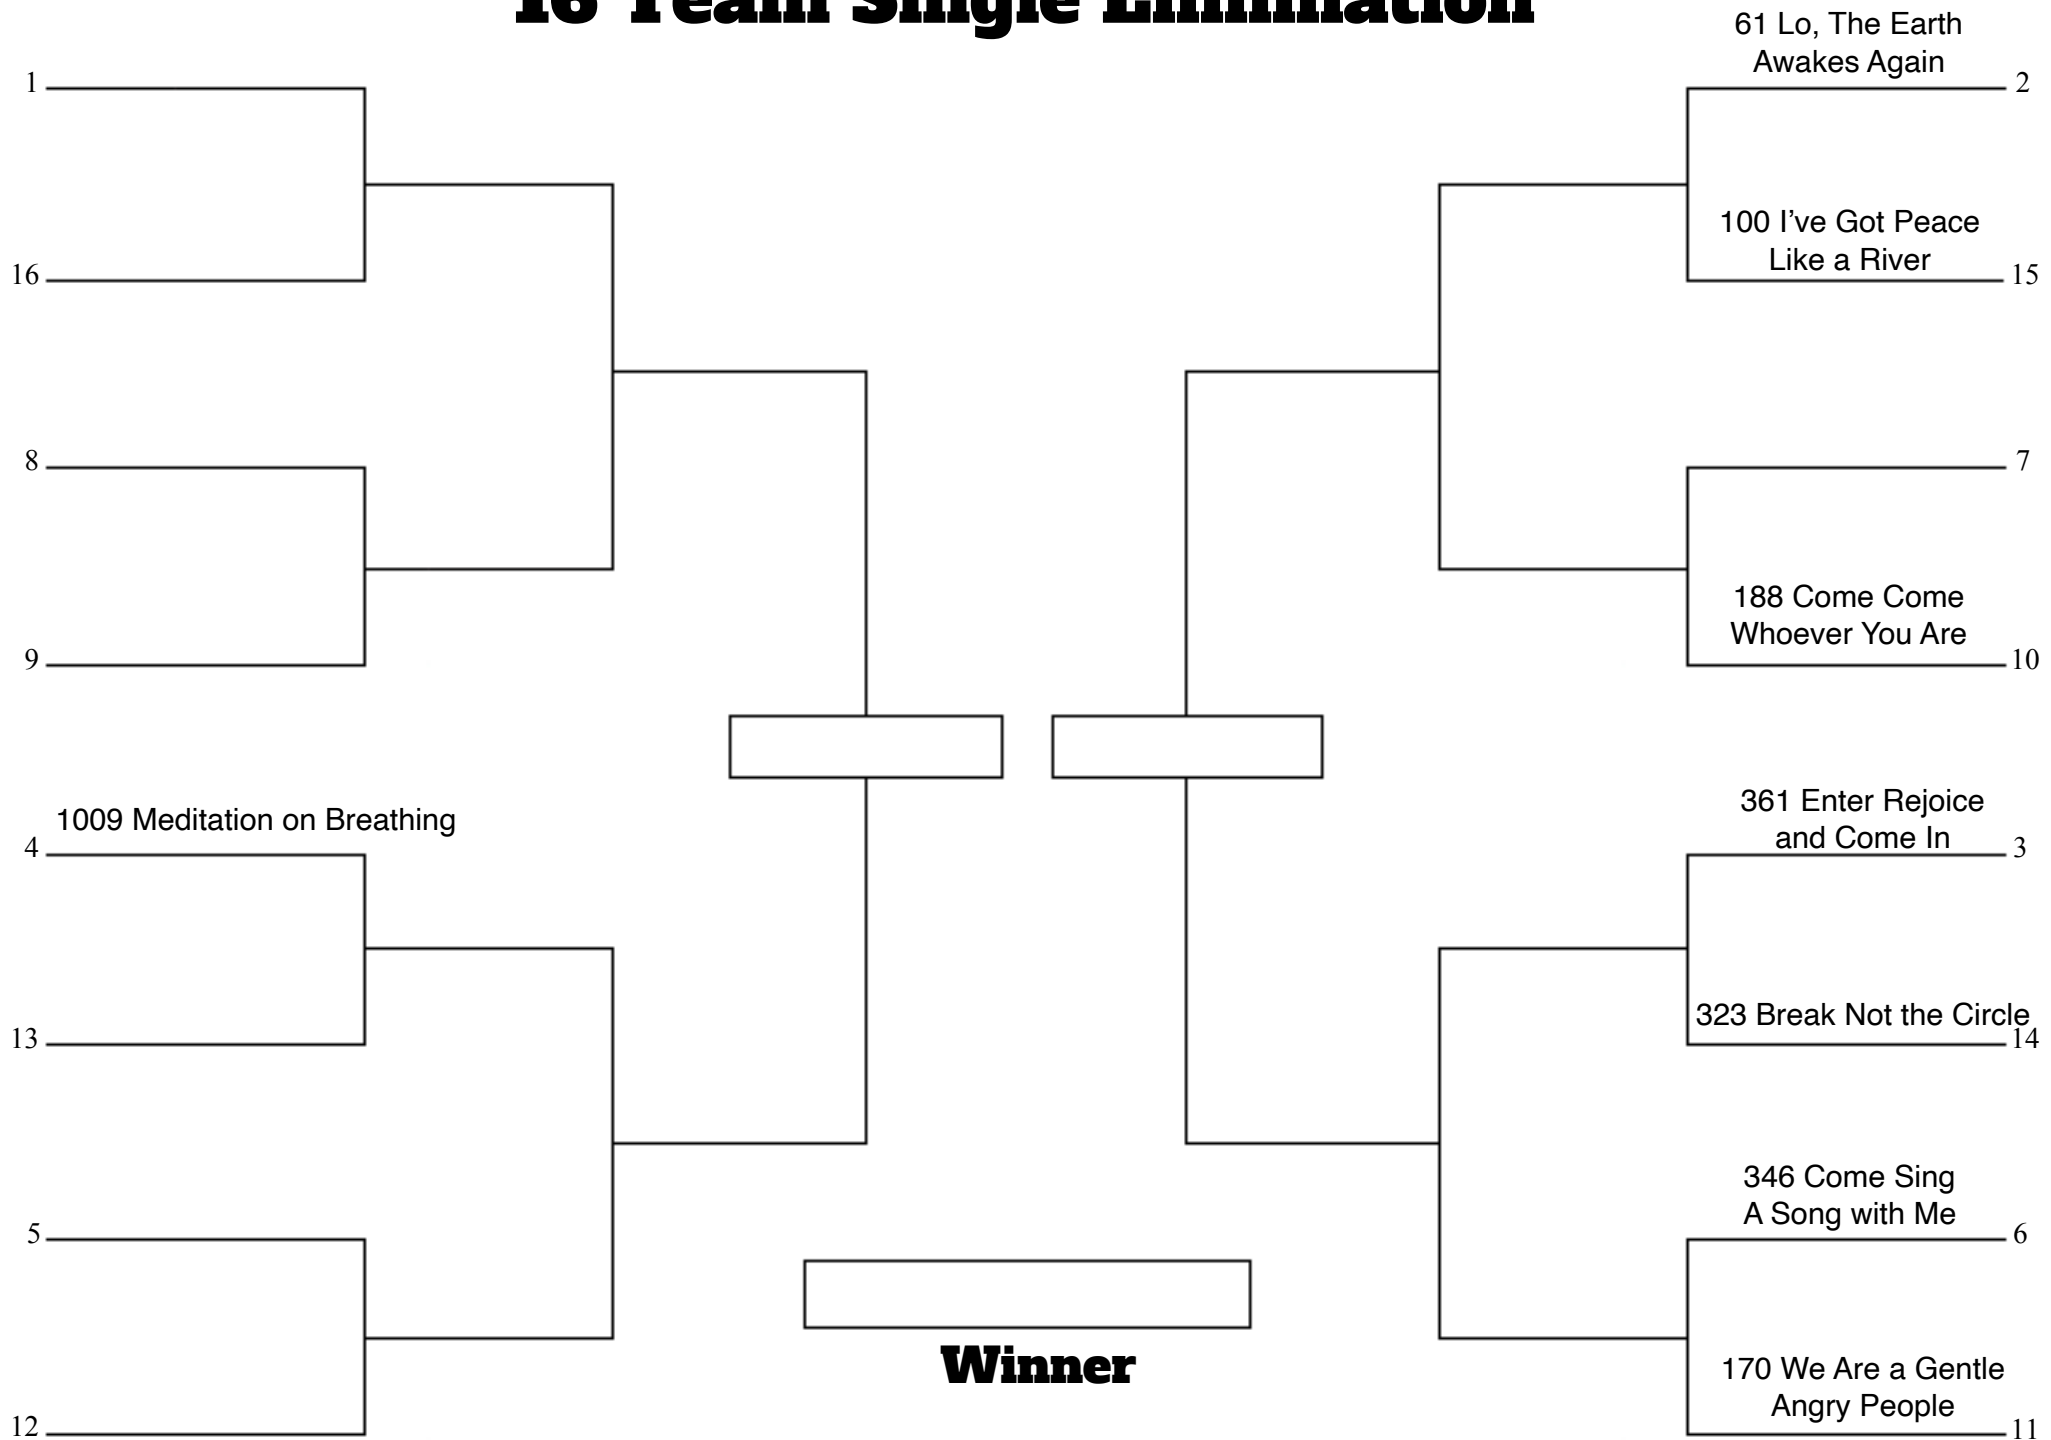 16 Team Single Elimination
61 Lo, The Earth
Awakes Again
1
2
100 I’ve Got Peace
Like a River
16
15
8
7
188 Come Come
Whoever You Are
9
10
361 Enter Rejoice
and Come In
1009 Meditation on Breathing
4
3
323 Break Not the Circle
13
14
346 Come Sing
A Song with Me
5
6
Winner
170 We Are a Gentle
Angry People
12
11